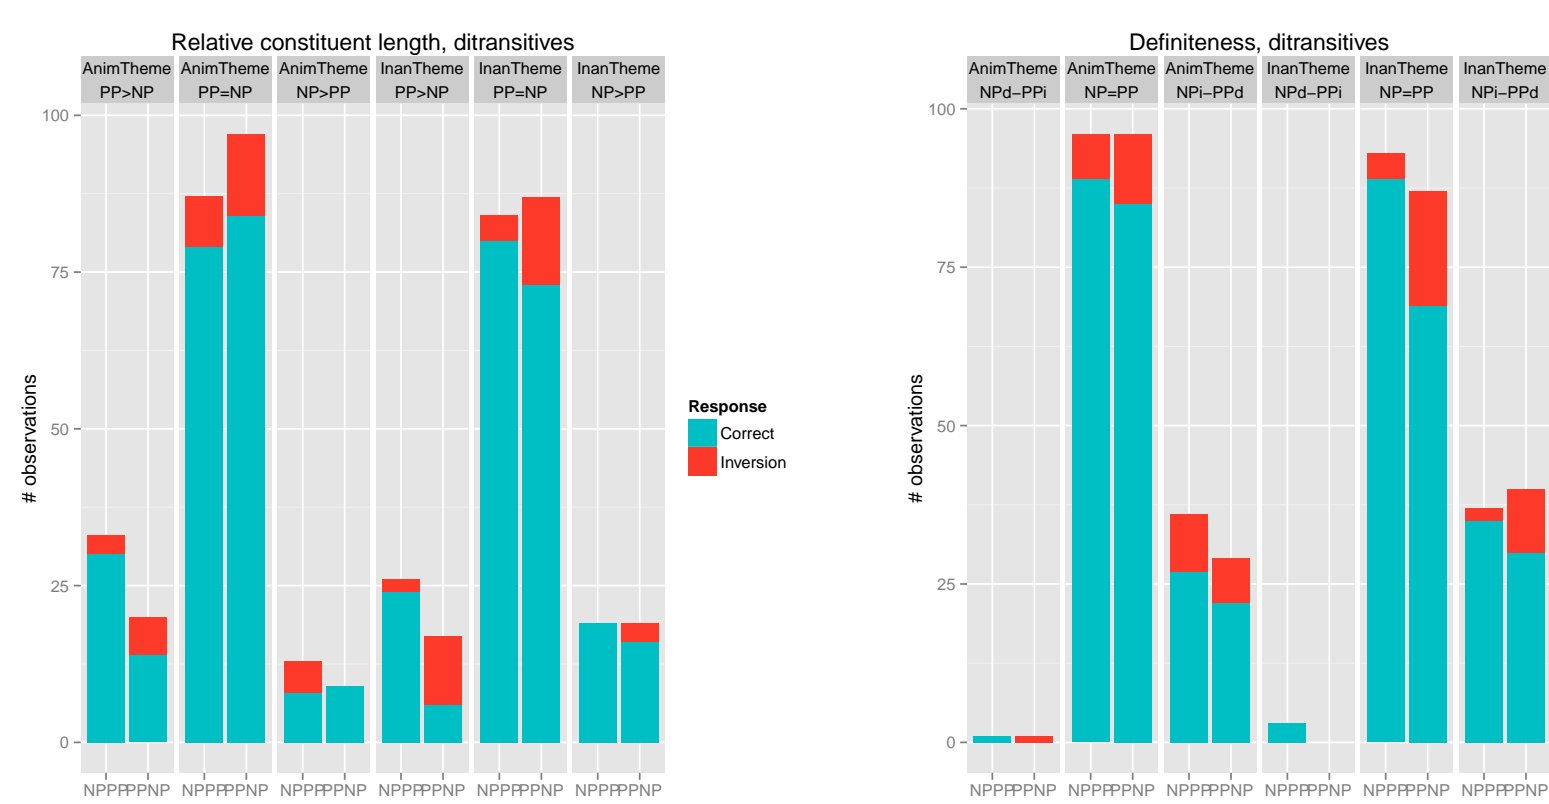 Relative constituent length, ditransitives
AnimTheme AnimTheme AnimTheme InanTheme InanTheme InanTheme
PP>NP PP=NP NP>PP PP>NP PP=NP NP>PP
100
75
50
25
0
# observations
NPPP PPNP NPPP PPNP NPPP PPNP NPPP PPNP NPPP PPNP NPPP PPNP
Response
Correct
Inversion
Definiteness, ditransitives
AnimTheme AnimTheme AnimTheme InanTheme InanTheme InanTheme
NPd−PPi NP=PP NPi−PPd NPd−PPi NP=PP NPi−PPd
100
75
50
25
0
# observations
NPPP PPNP NPPP PPNP NPPP PPNP NPPP PPNP NPPP PPNP NPPP PPNP